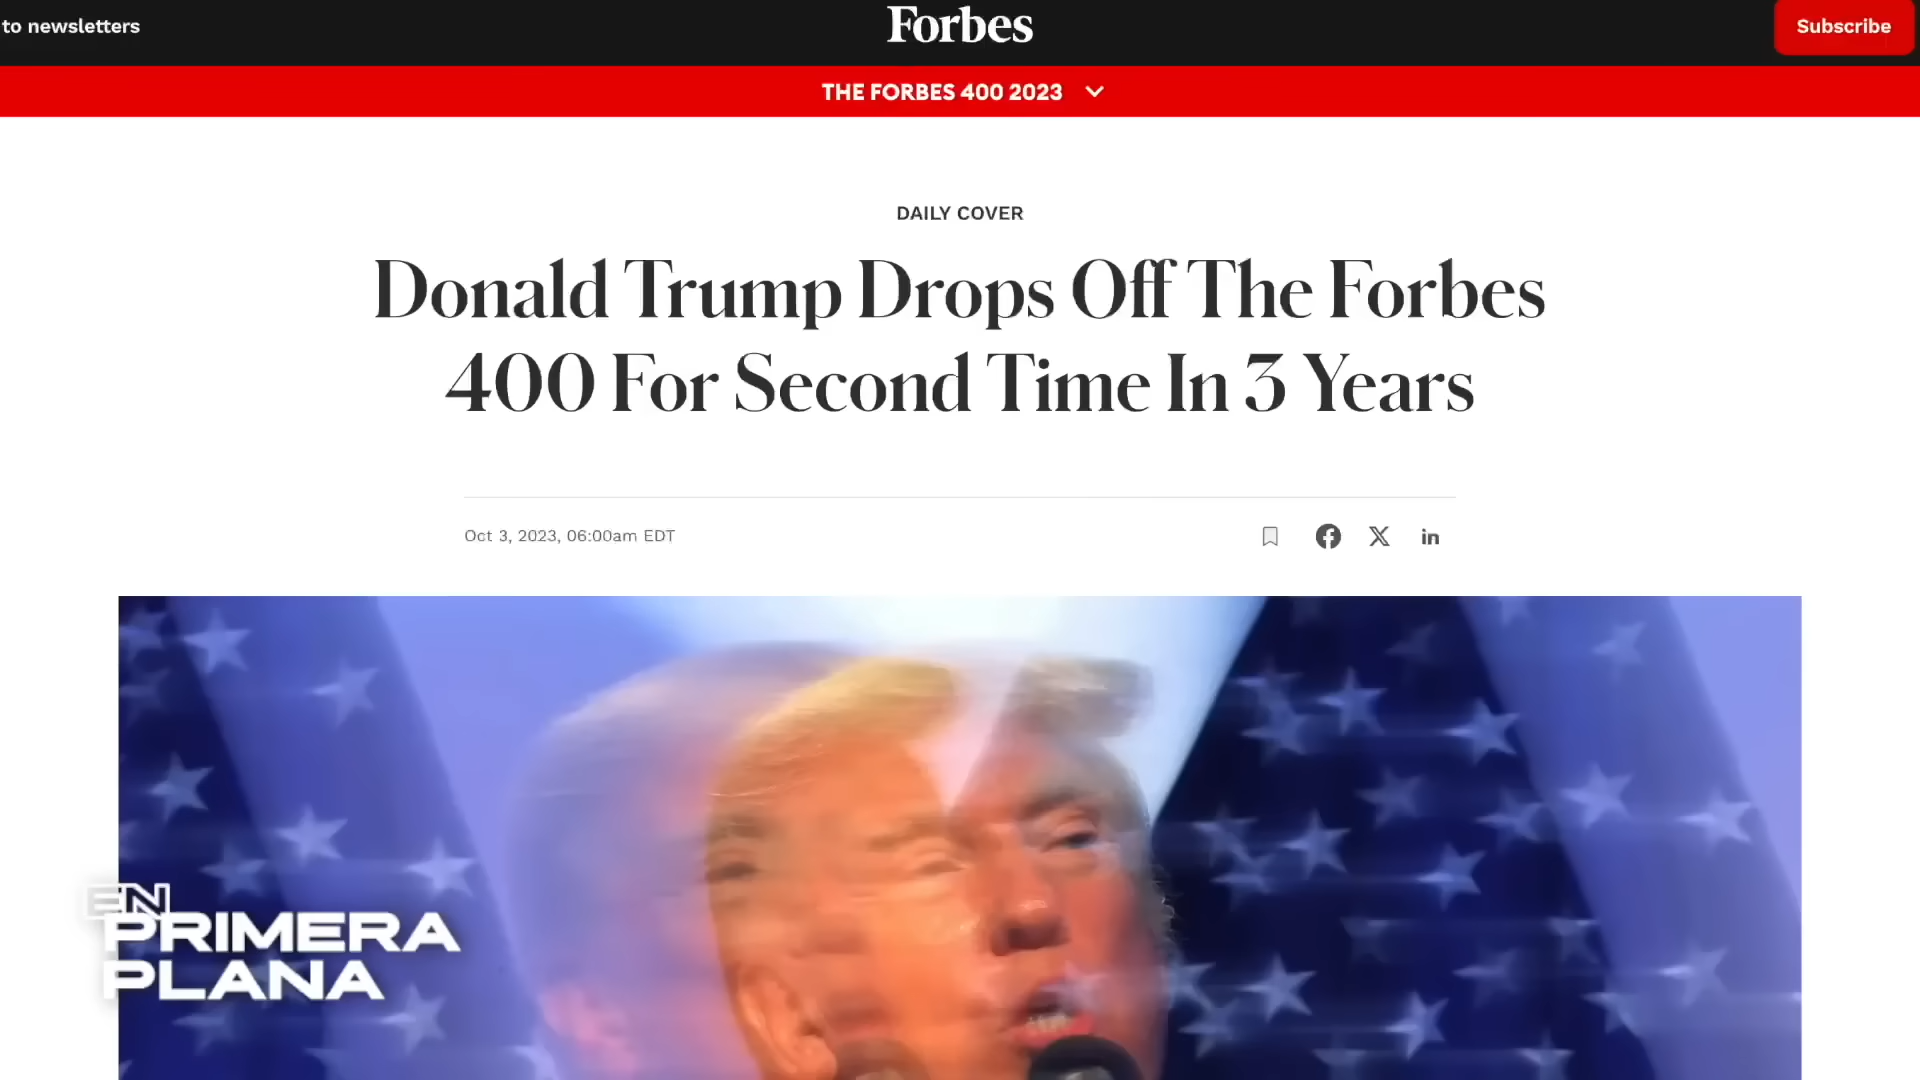 to newsletters
Forbes
Subscribe
THE FORBES 400 2023
DAILY COVER
Donald Trump Drops Off The Forbes
400 For Second Time In 3 Years
Oct 3, 2023, 06:00am EDT
EN
PRIMERA
PLANA